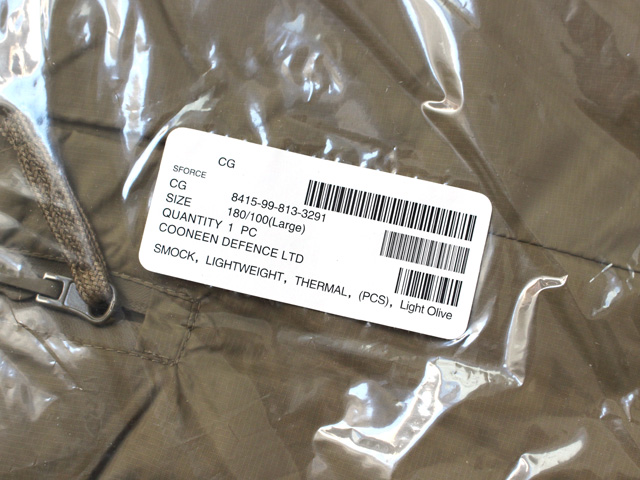 CG
SFORCE
CG 8415-99-813-3291
SIZE 180/100(Large)
QUANTITY 1 PC
COONEEN DEFENCE LTD
SMOCK, LIGHTWEIGHT, THERMAL, (PCS), Light Olive